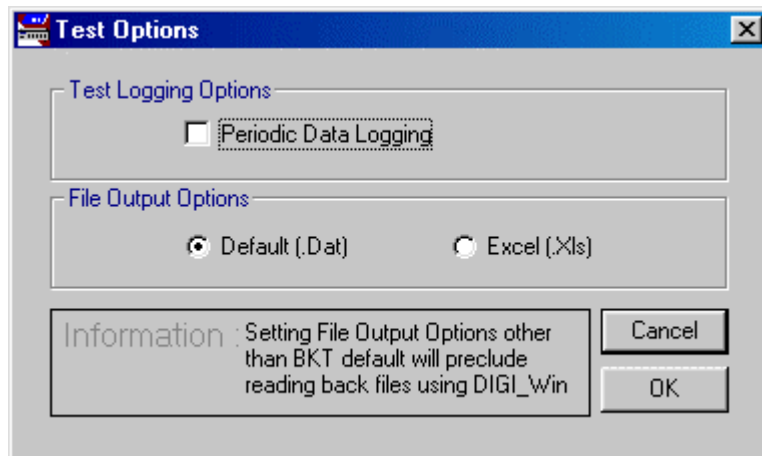 Test Options
Test Logging Options
Periodic Data Logging
File Output Options
Default (.Dat)
Excel (.Xls)
Information : Setting File Output Options other
than BKT default will preclude
reading back files using DIGI_Win
Cancel
OK